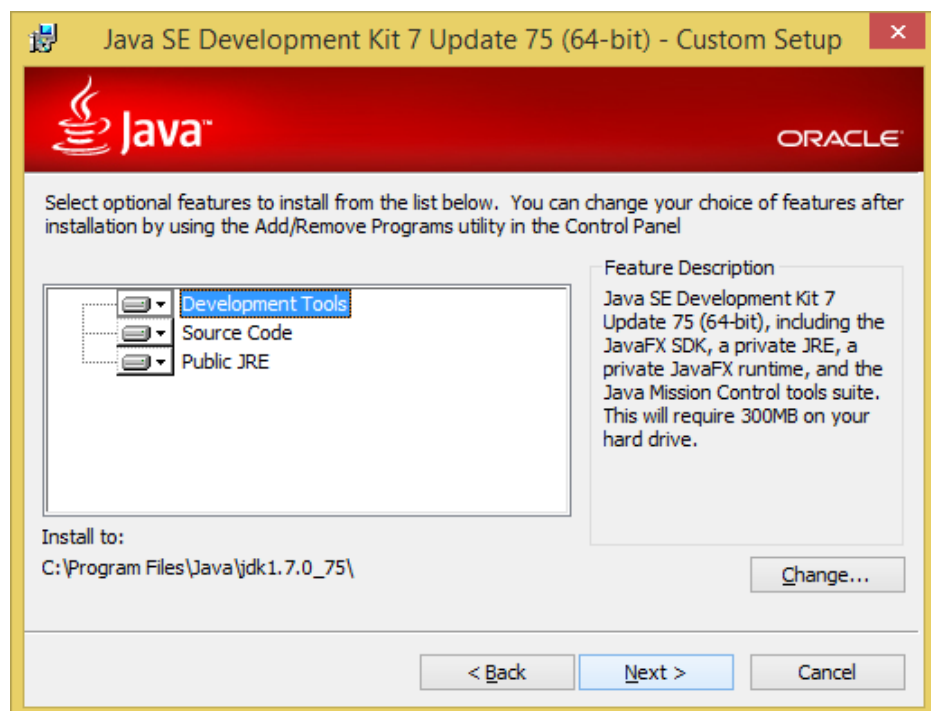 Java SE Development Kit 7 Update 75 (64-bit) - Custom Setup
Java™
ORACLE
Select optional features to install from the list below. You can change your choice of features after
installation by using the Add/Remove Programs utility in the Control Panel
Development Tools
Source Code
Public JRE
Feature Description
Java SE Development Kit 7
Update 75 (64-bit), including the
JavaFX SDK, a private JRE, a
private JavaFX runtime, and the
Java Mission Control tools suite.
This will require 300MB on your
hard drive.
Install to:
C:\Program Files\Java\jdk1.7.0_75\
Change...
< Back
Next >
Cancel